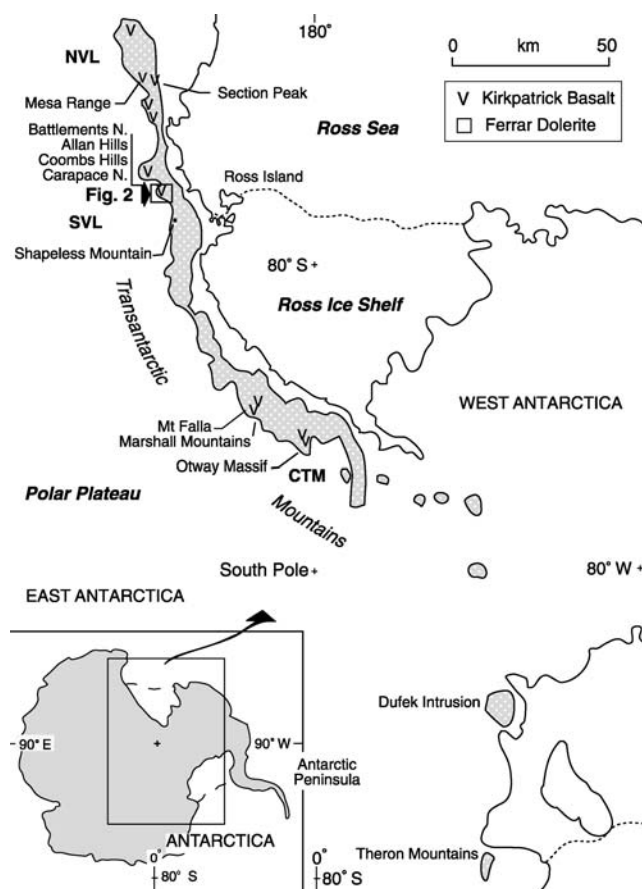 180°
0 50
km
V Kirkpatrick Basalt
Ferrar Dolerite
NVL
Mesa Range
Section Peak
Battlements N.
Allan Hills
Coombs Hills
Carapace N.
Fig. 2
SVL
Shapeless Mountain
Ross Sea
Ross Island
80° S +
Ross Ice Shelf
Transantarctic
Mountains
WEST ANTARCTICA
Mt Falla
Marshall Mountains
Otway Massif
CTM
Polar Plateau
South Pole +
80° W +
EAST ANTARCTICA
90° E
+
90° W
Antarctic
Peninsula
ANTARCTICA
0°
80° S
Dufek Intrusion
Theron Mountains
0°
80° S